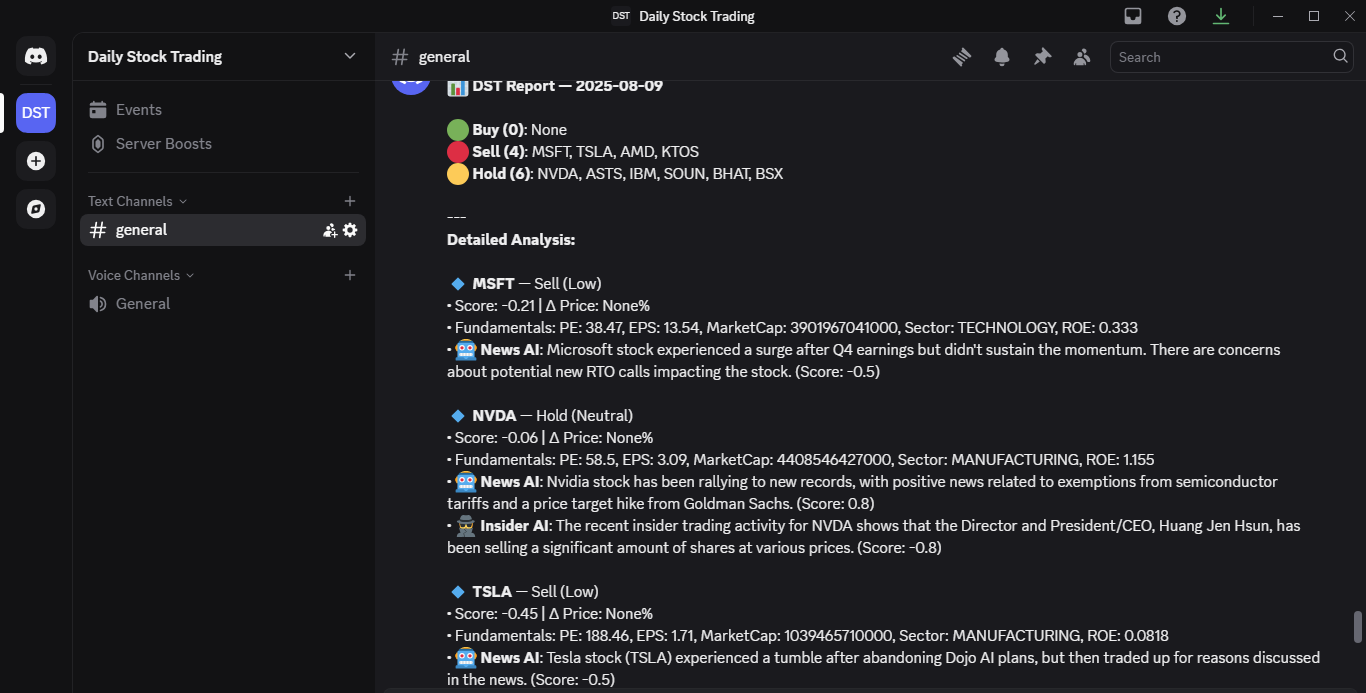 DST Daily Stock Trading
Daily Stock Trading
# general
Search
DST
Events
Server Boosts
Text Channels
# general
Voice Channels
General
📊 DST Report — 2025-08-09
🟢 Buy (0): None
🔴 Sell (4): MSFT, TSLA, AMD, KTOS
🟡 Hold (6): NVDA, ASTS, IBM, SOUN, BHAT, BSX
---
Detailed Analysis:
🔹 MSFT — Sell (Low)
• Score: -0.21 | Δ Price: None%
• Fundamentals: PE: 38.47, EPS: 13.54, MarketCap: 3901967041000, Sector: TECHNOLOGY, ROE: 0.333
• 🤖 News AI: Microsoft stock experienced a surge after Q4 earnings but didn't sustain the momentum. There are concerns
about potential new RTO calls impacting the stock. (Score: -0.5)
🔹 NVDA — Hold (Neutral)
• Score: -0.06 | Δ Price: None%
• Fundamentals: PE: 58.5, EPS: 3.09, MarketCap: 4408546427000, Sector: MANUFACTURING, ROE: 1.155
• 🤖 News AI: Nvidia stock has been rallying to new records, with positive news related to exemptions from semiconductor
tariffs and a price target hike from Goldman Sachs. (Score: 0.8)
• 🕵 Insider AI: The recent insider trading activity for NVDA shows that the Director and President/CEO, Huang Jen Hsun, has
been selling a significant amount of shares at various prices. (Score: -0.8)
🔹 TSLA — Sell (Low)
• Score: -0.45 | Δ Price: None%
• Fundamentals: PE: 188.46, EPS: 1.71, MarketCap: 1039465710000, Sector: MANUFACTURING, ROE: 0.0818
• 🤖 News AI: Tesla stock (TSLA) experienced a tumble after abandoning Dojo AI plans, but then traded up for reasons discussed
in the news. (Score: -0.5)